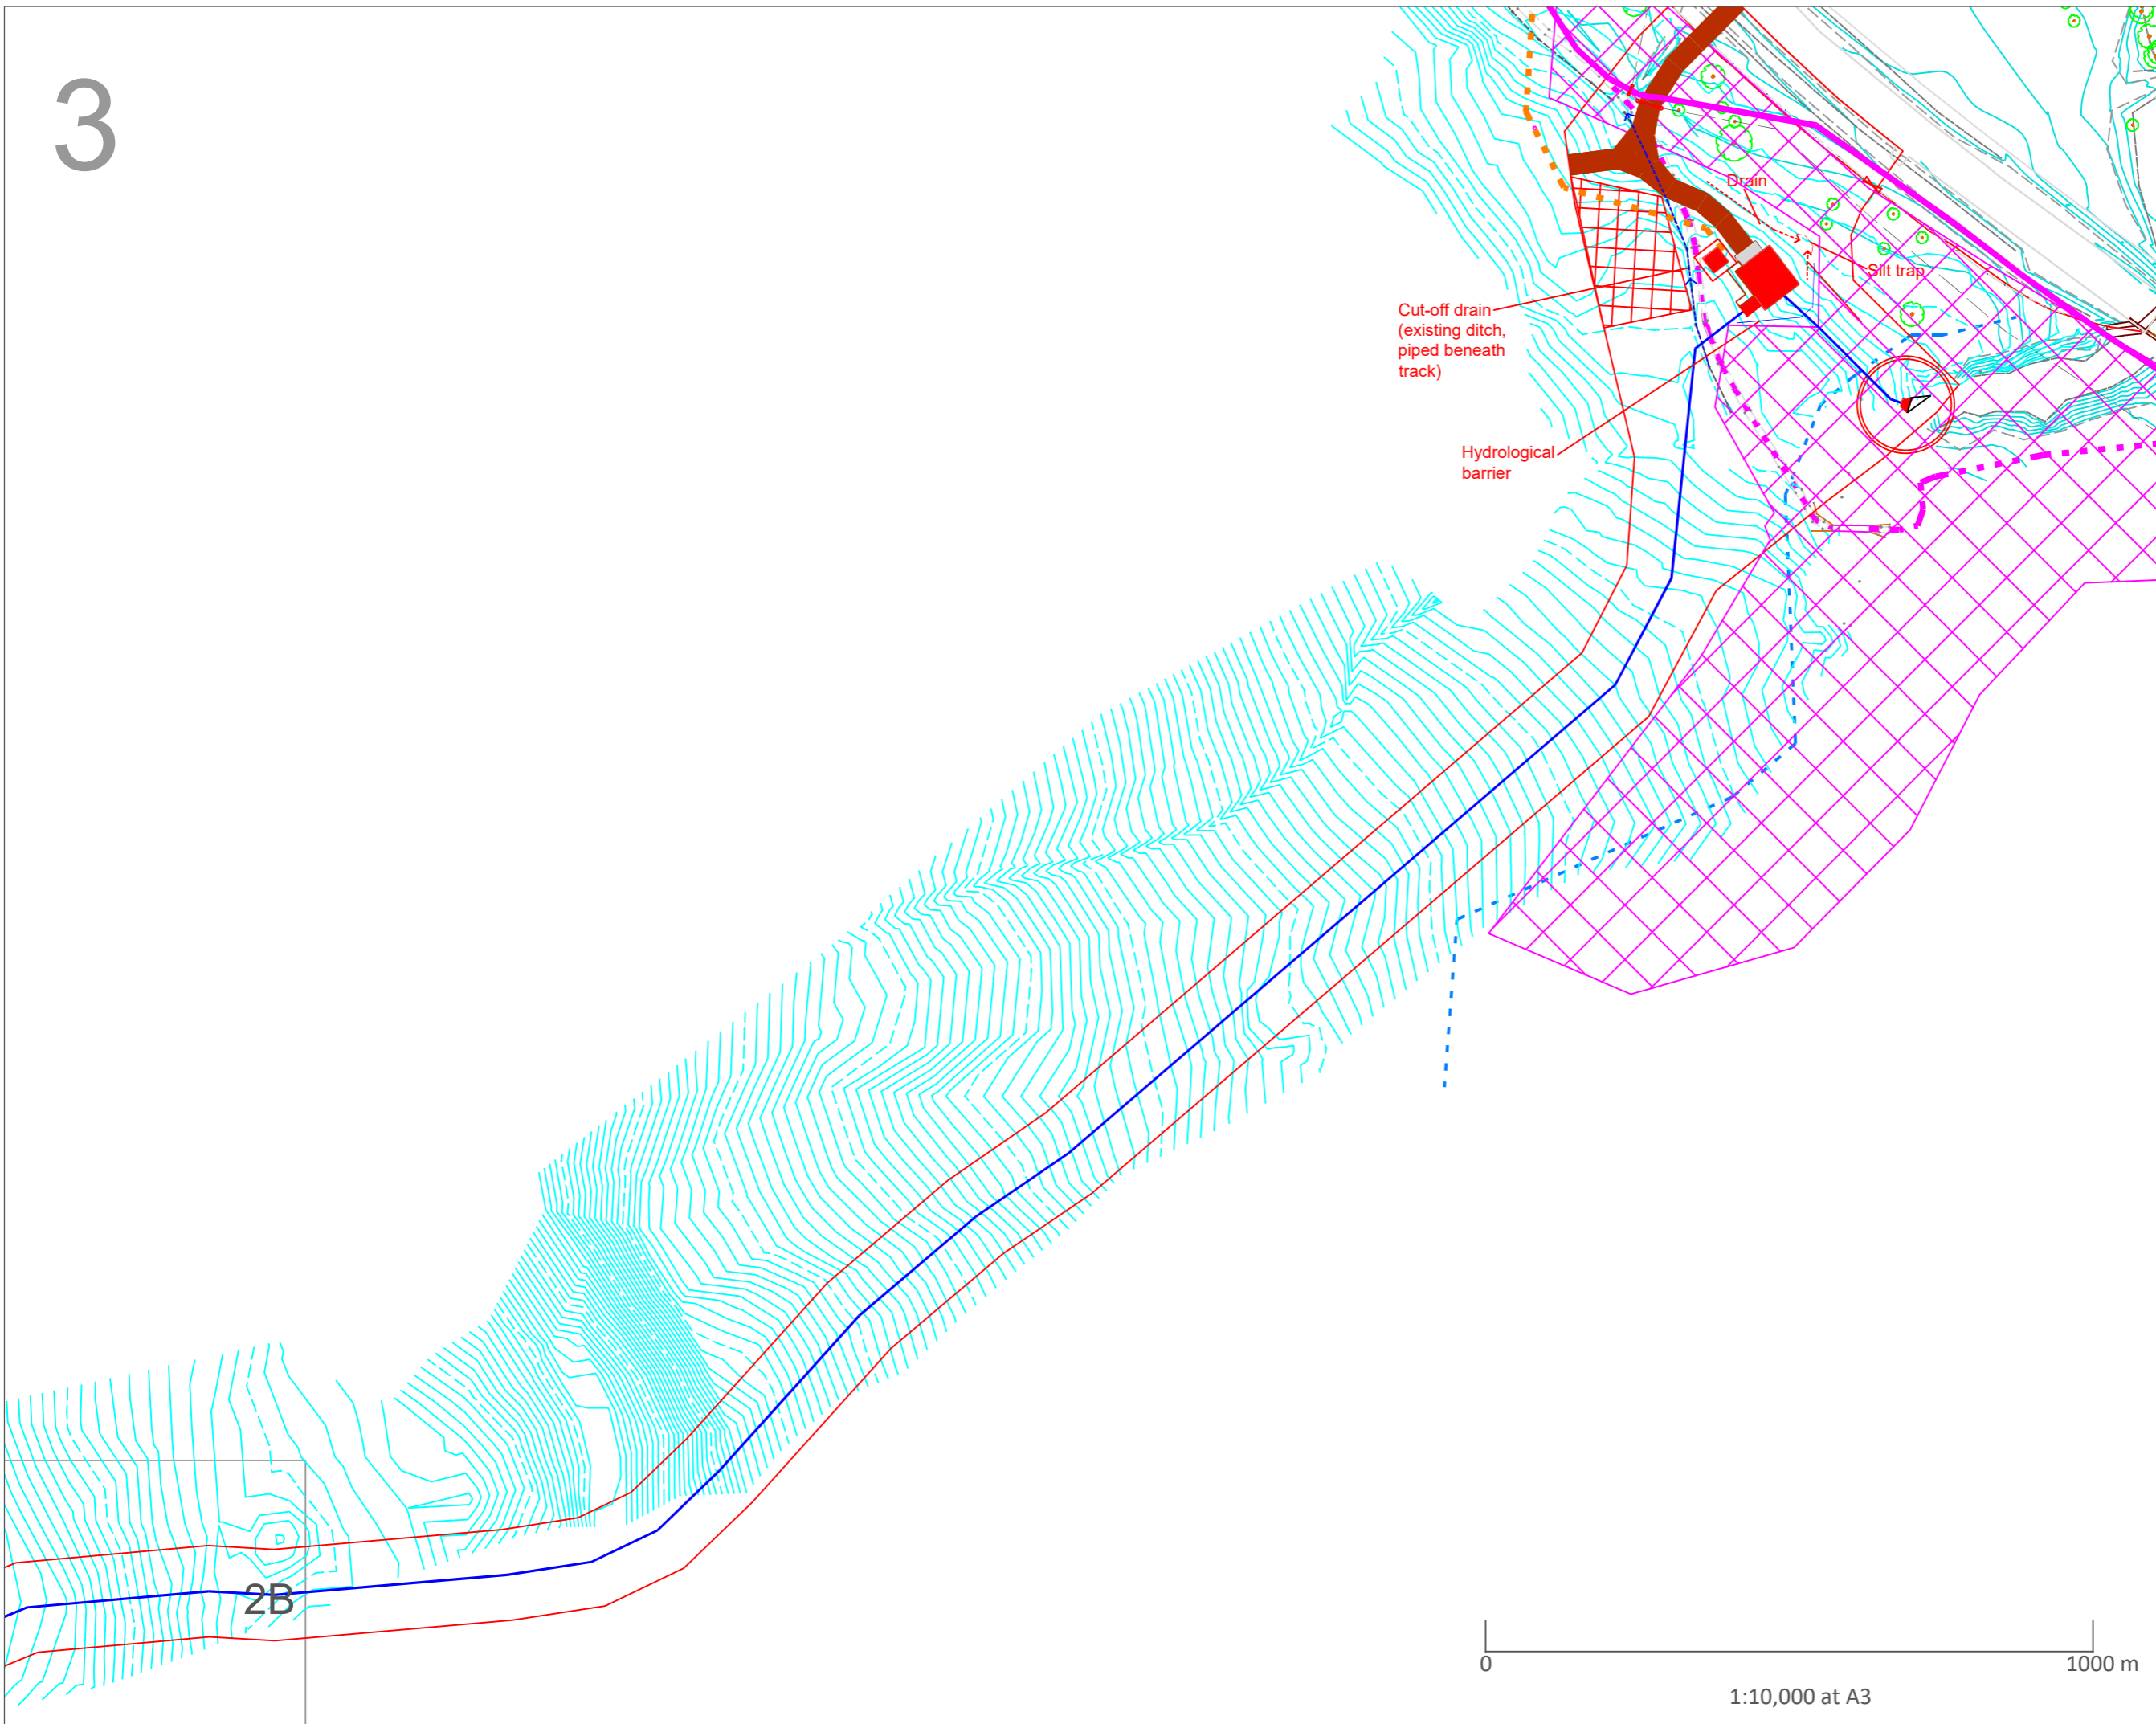 3
Drain
Silt trap
Cut-off drain
(existing ditch,
piped beneath
track)
Hydrological
barrier
2B
0
1000 m
1:10,000 at A3